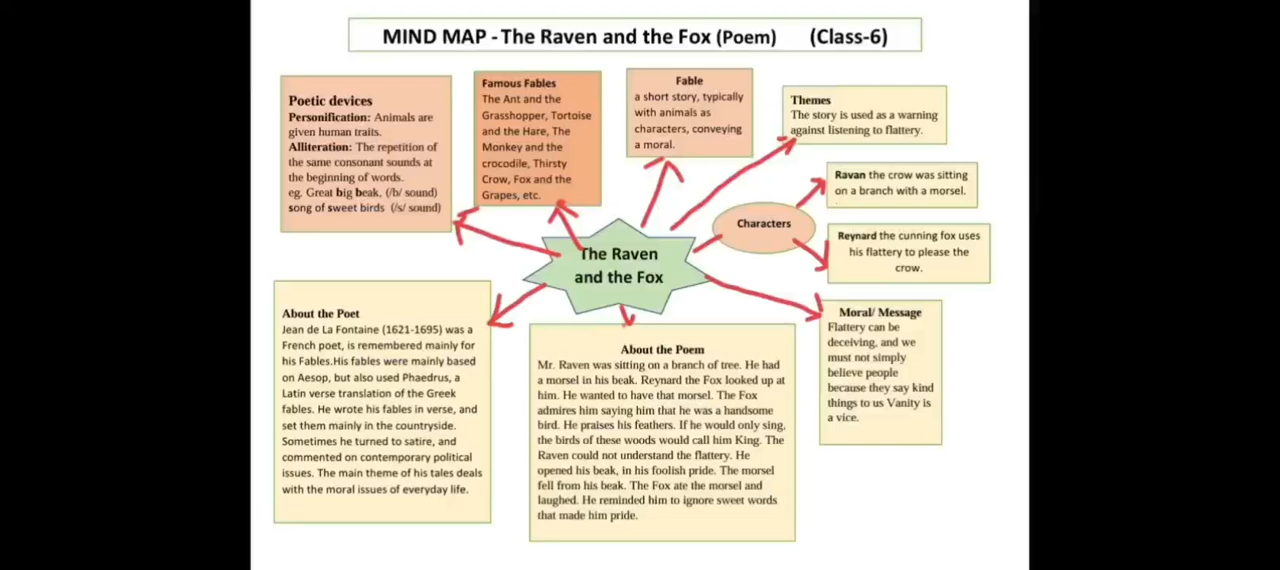 MIND MAP - The Raven and the Fox (Poem) (Class-6)
Poetic devices
Personification: Animals are
given human traits.
Alliteration: The repetition of
the same consonant sounds at
the beginning of words.
eg. Great big beak, (/b/ sound)
song of sweet birds (/s/ sound)
Famous Fables
The Ant and the
Grasshopper, Tortoise
and the Hare, The
Monkey and the
crocodile, Thirsty
Crow, Fox and the
Grapes, etc.
Fable
a short story, typically
with animals as
characters, conveying
a moral.
Themes
The story is used as a warning
against listening to flattery.
Characters
Ravan the crow was sitting
on a branch with a morsel.
Reynard the cunning fox uses
his flattery to please the
crow.
The Raven
and the Fox
About the Poet
Jean de La Fontaine (1621-1695) was a
French poet, is remembered mainly for
his Fables.His fables were mainly based
on Aesop, but also used Phaedrus, a
Latin verse translation of the Greek
fables. He wrote his fables in verse, and
set them mainly in the countryside.
Sometimes he turned to satire, and
commented on contemporary political
issues. The main theme of his tales deals
with the moral issues of everyday life.
About the Poem
Mr. Raven was sitting on a branch of tree. He had
a morsel in his beak. Reynard the Fox looked up at
him. He wanted to have that morsel. The Fox
admires him saying him that he was a handsome
bird. He praises his feathers. If he would only sing,
the birds of these woods would call him King. The
Raven could not understand the flattery. He
opened his beak, in his foolish pride. The morsel
fell from his beak. The Fox ate the morsel and
laughed. He reminded him to ignore sweet words
that made him pride.
Moral/ Message
Flattery can be
deceiving, and we
must not simply
believe people
because they say kind
things to us Vanity is
a vice.